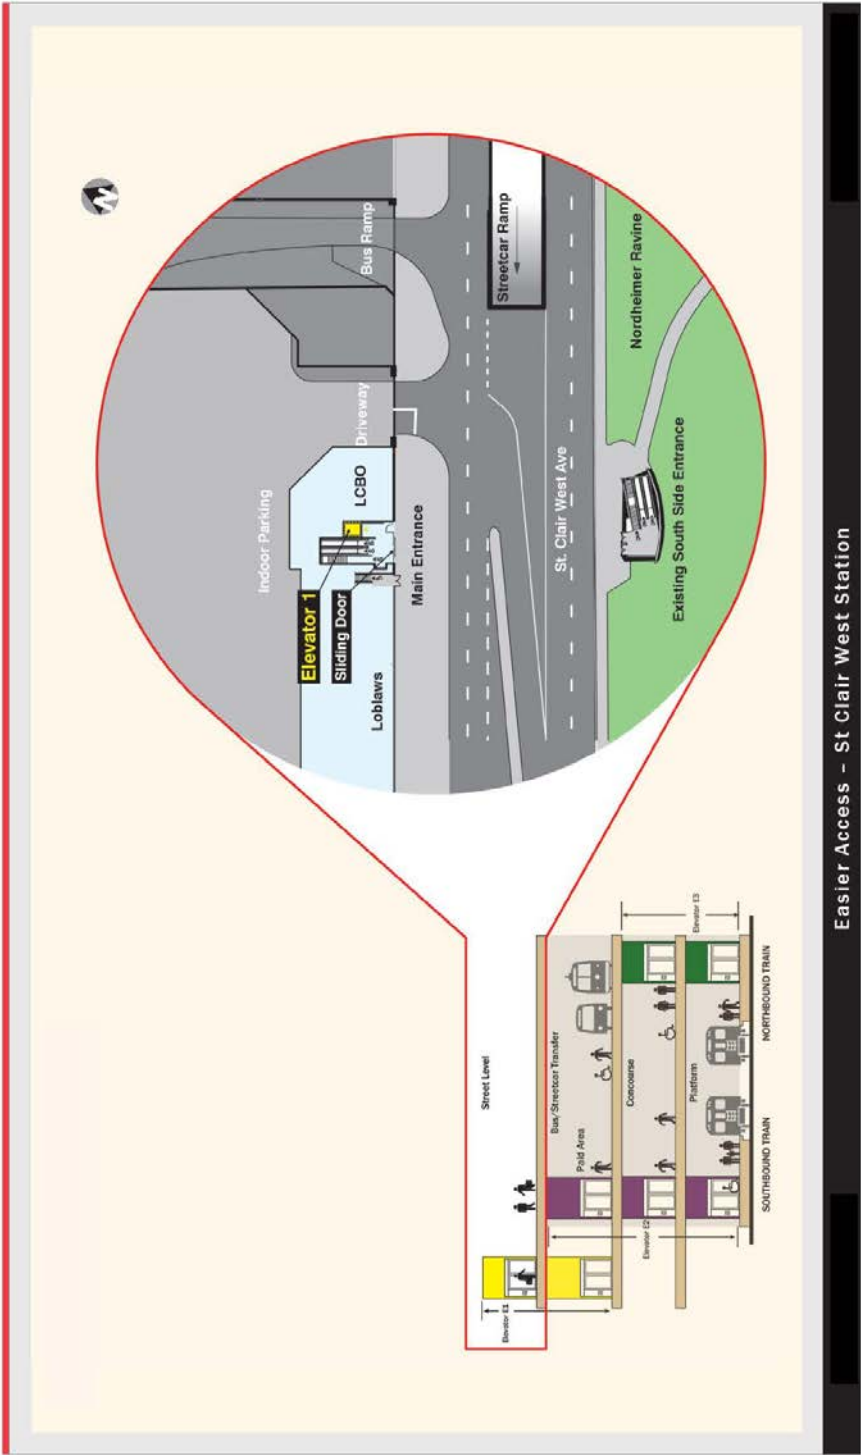 N
Indoor Parking
Bus Ramp
Driveway
LCBO
Elevator 1
Sliding Door
Loblaws
Main Entrance
Streetcar Ramp
St. Clair West Ave
Nordheimer Ravine
Existing South Side Entrance
Street Level
Elevator E1
Bus/Streetcar Transfer
Paid Area
Concourse
Platform
Elevator E2
Elevator E3
SOUTHBOUND TRAIN
NORTHBOUND TRAIN
Easier Access – St Clair West Station